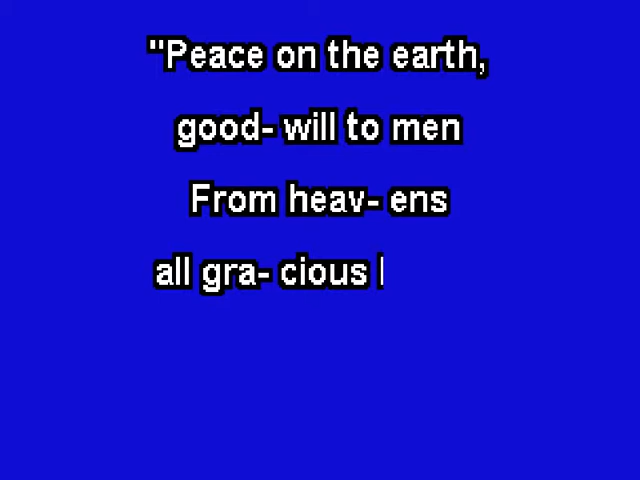 "Peace on the earth,
good- will to men
From heav- ens
all gra- cious